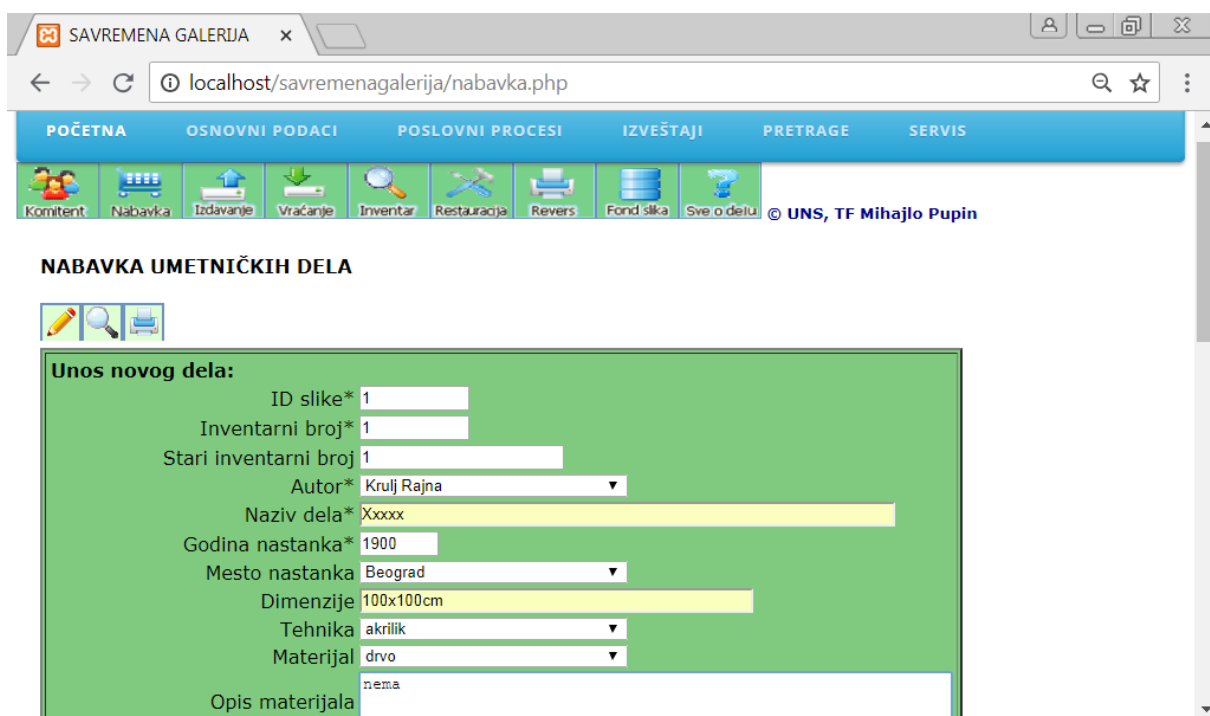 SAVREMENA GALERIJA
localhost/savremenagalerija/nabavka.php
POČETNA OSNOVNI PODACI POSLOVNI PROCESI IZVEŠTAJI PRETRAGE SERVIS
Komitent Nabavka Izdavanje Vraćanje Inventar Restauracija Revers Fond slika Sve o delu © UNS, TF Mihajlo Pupin
NABAVKA UMETNIČKIH DELA
Unos novog dela:
ID slike* 1
Inventarni broj* 1
Stari inventarni broj 1
Autor* Krulj Rajna
Naziv dela* Xxxxx
Godina nastanka* 1900
Mesto nastanka Beograd
Dimenzije 100x100cm
Tehnika akrilik
Materijal drvo
Opis materijala nema